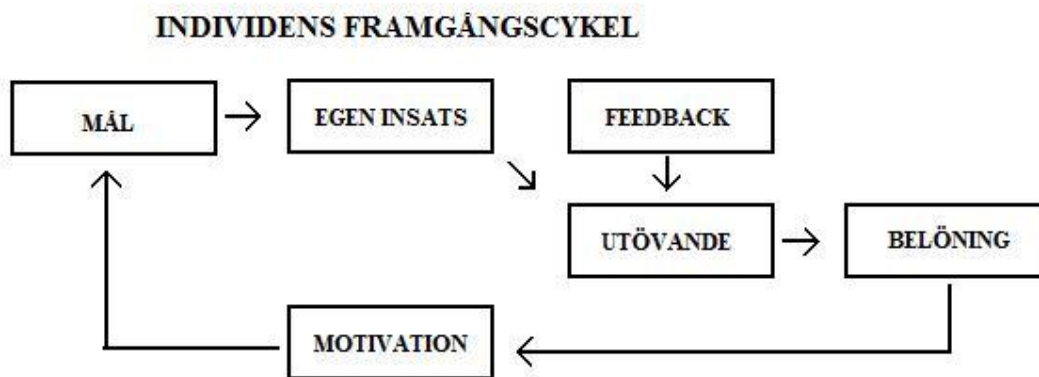 INDIVIDENS FRAMGÅNGSCYKEL
MÅL
EGEN INSATS
FEEDBACK
UTÖVANDE
BELÖNING
MOTIVATION